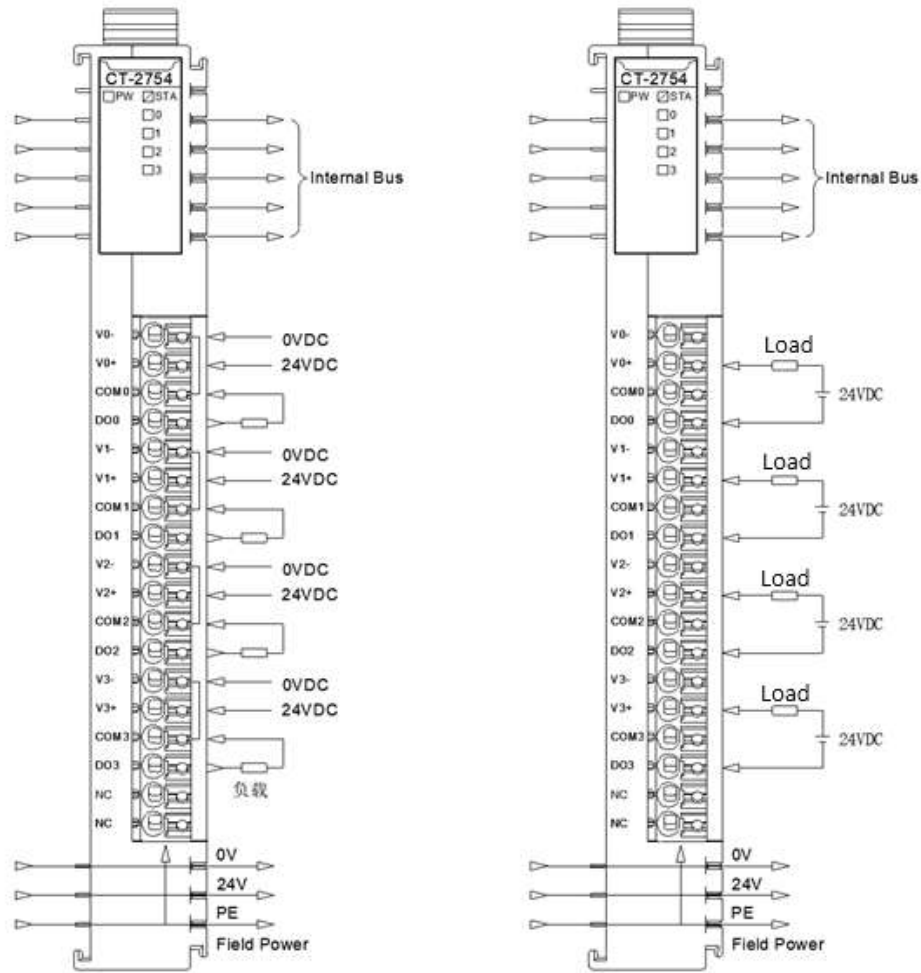 CT-2754
PW STA
0
1
2
3
Internal Bus
V0- 0VDC
V0+ 24VDC
COM0
DO0
V1- 0VDC
V1+ 24VDC
COM1
DO1
V2- 0VDC
V2+ 24VDC
COM2
DO2
V3- 0VDC
V3+ 24VDC
COM3
DO3
负载
NC
NC
0V
24V
PE
Field Power
CT-2754
PW STA
0
1
2
3
Internal Bus
V0-
V0+ Load
COM0 24VDC
DO0
V1-
V1+ Load
COM1 24VDC
DO1
V2-
V2+ Load
COM2 24VDC
DO2
V3-
V3+ Load
COM3 24VDC
DO3
NC
NC
0V
24V
PE
Field Power